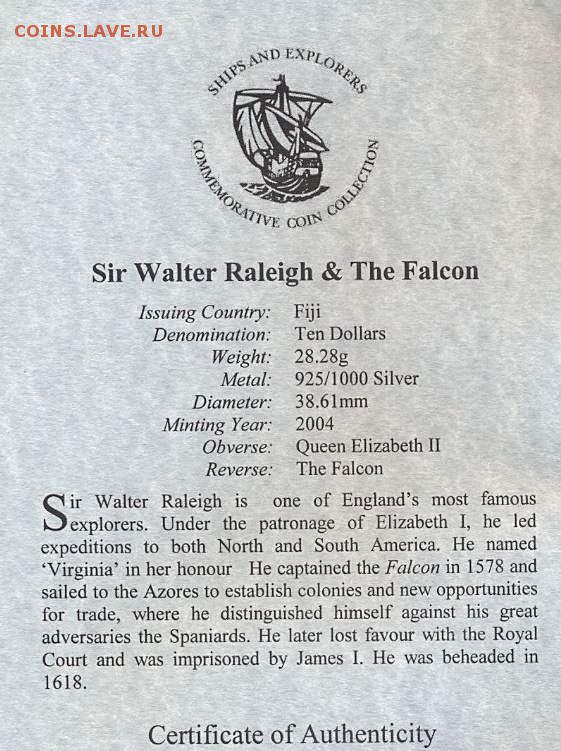 COINS.LAVE.RU
SHIPS AND EXPLORERS
COMMEMORATIVE COIN COLLECTION
Sir Walter Raleigh & The Falcon
Issuing Country: Fiji
Denomination: Ten Dollars
Weight: 28.28g
Metal: 925/1000 Silver
Diameter: 38.61mm
Minting Year: 2004
Obverse: Queen Elizabeth II
Reverse: The Falcon
Sir Walter Raleigh is one of England's most famous
explorers. Under the patronage of Elizabeth I, he led
expeditions to both North and South America. He named
'Virginia' in her honour He captained the Falcon in 1578 and
sailed to the Azores to establish colonies and new opportunities
for trade, where he distinguished himself against his great
adversaries the Spaniards. He later lost favour with the Royal
Court and was imprisoned by James I. He was beheaded in
1618.
Certificate of Authenticity